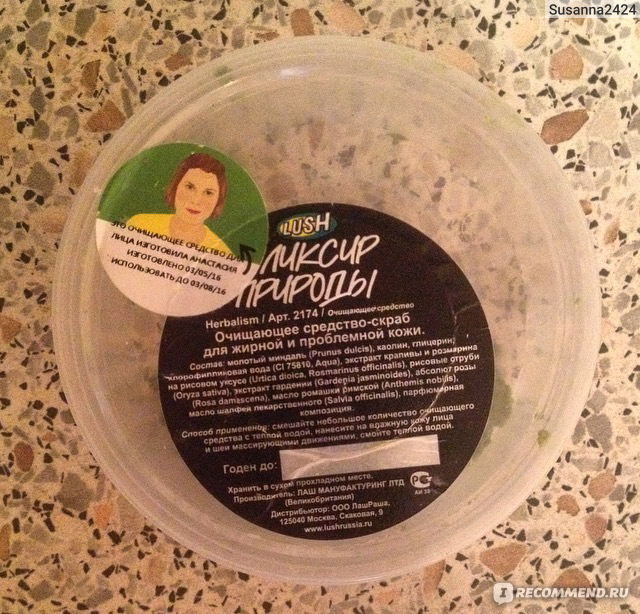 Susanna2424
ЭТО ОЧИЩАЮЩЕЕ СРЕДСТВО ДЛЯ
ЛИЦА ИЗГОТОВИЛА АНАСТАСИЯ
ИЗГОТОВЛЕНО 03/05/16
ИСПОЛЬЗОВАТЬ ДО 03/08/16
LUSH
ЛИКСИР
ПРИРОДЫ
Herbalism / Арт. 2174 / Очищающее средство
Очищающее средство-скраб
для жирной и проблемной кожи.
Состав: молотый миндаль (Prunus dulcis), каолин, глицерин,
хлорофилловая вода (CI 75810, Aqua), экстракт крапивы и розмарина
на рисовом уксусе (Urtica dioica, Rosmarinus officinalis), рисовые отруби
(Oryza sativa), экстракт гардении (Gardenia jasminoides), абсолют розы
(Rosa damascena), масло ромашки римской (Anthemis nobilis),
масло шалфея лекарственного (Salvia officinalis), парфюмерная
композиция.
Способ применения: смешайте небольшое количество очищающего
средства с теплой водой, нанесите на влажную кожу лица
и шеи массирующими движениями, смойте теплой водой.
Годен до:
Хранить в сухом прохладном месте.
Производитель: ЛАШ МАНУФАКТУРИНГ ЛТД
(Великобритания)
Дистрибьютор: ООО ЛашРаша,
125040 Москва, Скаковая, 9
www.lushrussia.ru
АИ 33
IRECOMMEND.RU